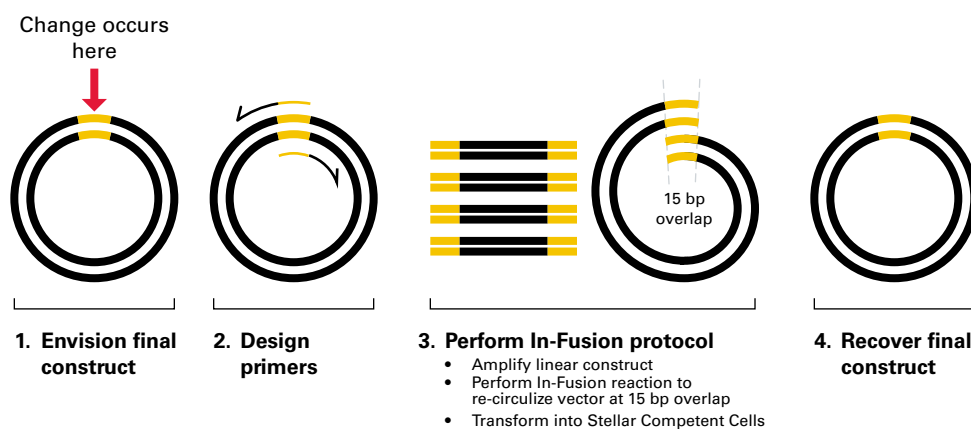 Change occurs
here
15 bp
overlap
1. Envision final
construct
2. Design
primers
3. Perform In-Fusion protocol
• Amplify linear construct
• Perform In-Fusion reaction to
re-circulize vector at 15 bp overlap
• Transform into Stellar Competent Cells
4. Recover final
construct